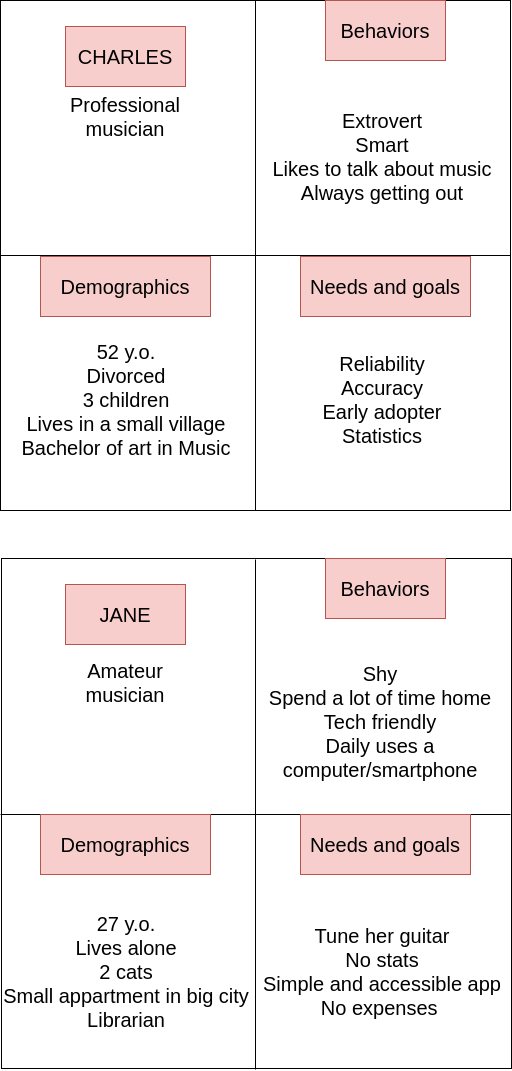 CHARLES
Professional
musician
Behaviors
Extrovert
Smart
Likes to talk about music
Always getting out
Demographics
52 y.o.
Divorced
3 children
Lives in a small village
Bachelor of art in Music
Needs and goals
Reliability
Accuracy
Early adopter
Statistics
JANE
Amateur
musician
Behaviors
Shy
Spend a lot of time home
Tech friendly
Daily uses a
computer/smartphone
Demographics
27 y.o.
Lives alone
2 cats
Small appartment in big city
Librarian
Needs and goals
Tune her guitar
No stats
Simple and accessible app
No expenses